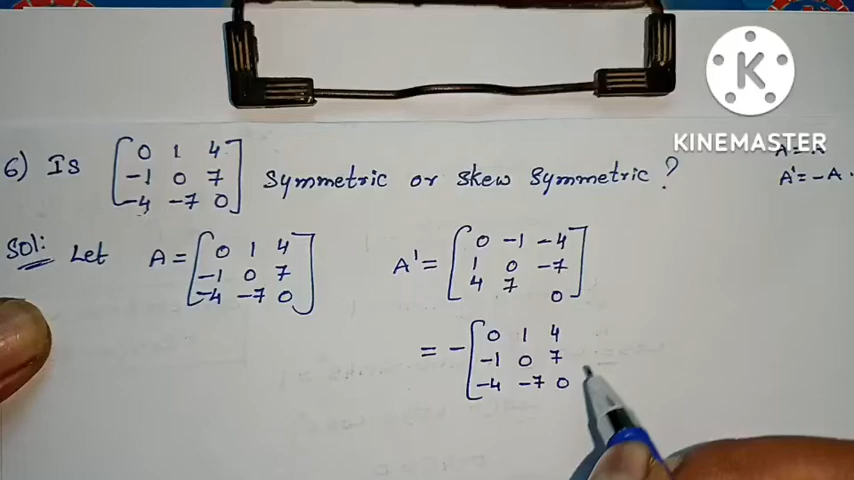 KINEMASTER
6) Is [0 1 4
-1 0 7
-4 -7 0] Symmetric or skew symmetric?
A'=-A.
Sol: Let A = [0 1 4
-1 0 7
-4 -7 0]
A' = [0 -1 -4
1 0 -7
4 7 0]
= - [0 1 4
-1 0 7
-4 -7 0]